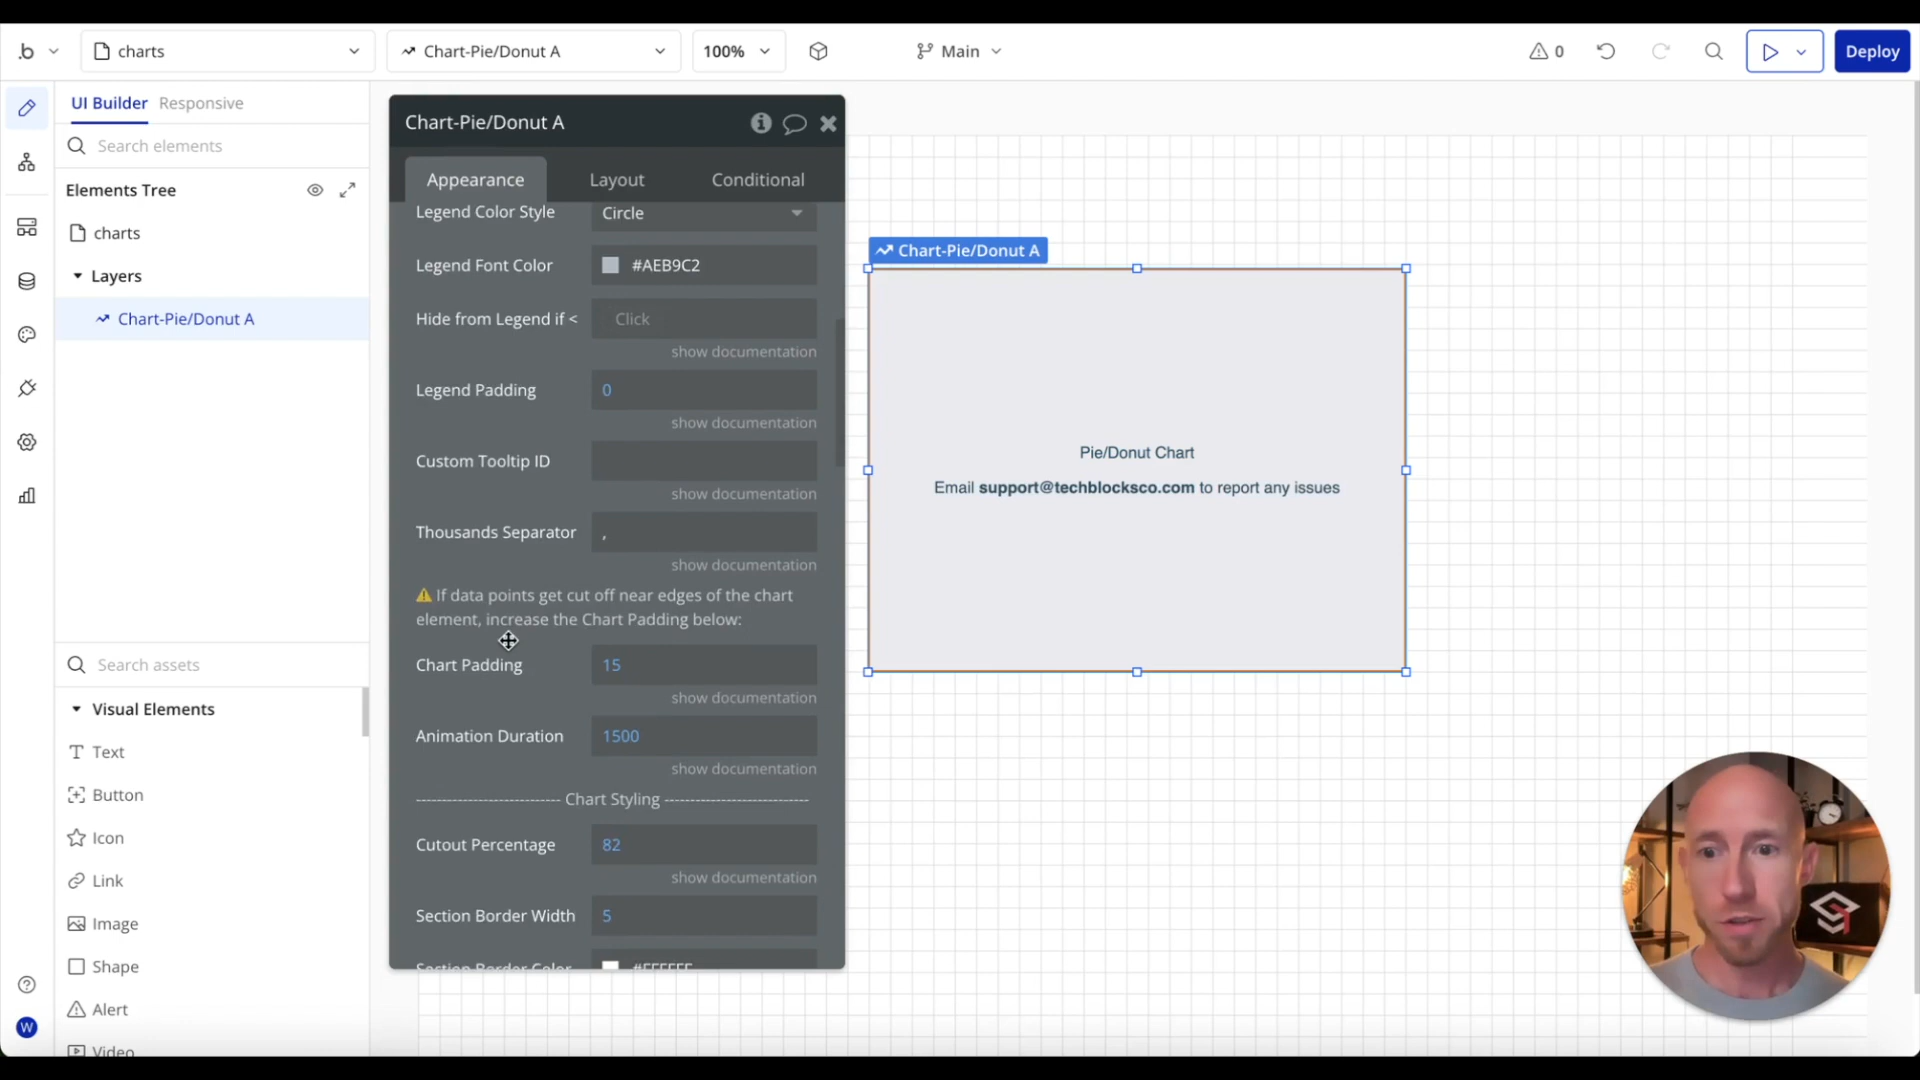 .b
charts
Chart-Pie/Donut A
100%
Main
0
Deploy
UI Builder
Responsive
Search elements
Elements Tree
charts
Layers
Chart-Pie/Donut A
Search assets
Visual Elements
Text
Button
Icon
Link
Image
Shape
Alert
Video
W
Chart-Pie/Donut A
Appearance
Layout
Conditional
Legend Color Style
Circle
Legend Font Color
#AEB9C2
Hide from Legend if <
Click
show documentation
Legend Padding
0
show documentation
Custom Tooltip ID
show documentation
Thousands Separator
,
show documentation
If data points get cut off near edges of the chart
element, increase the Chart Padding below:
Chart Padding
15
show documentation
Animation Duration
1500
show documentation
---------------------------- Chart Styling ----------------------------
Cutout Percentage
82
show documentation
Section Border Width
5
Section Border Color
#FFFFFF
Chart-Pie/Donut A
Pie/Donut Chart
Email support@techblocksco.com to report any issues